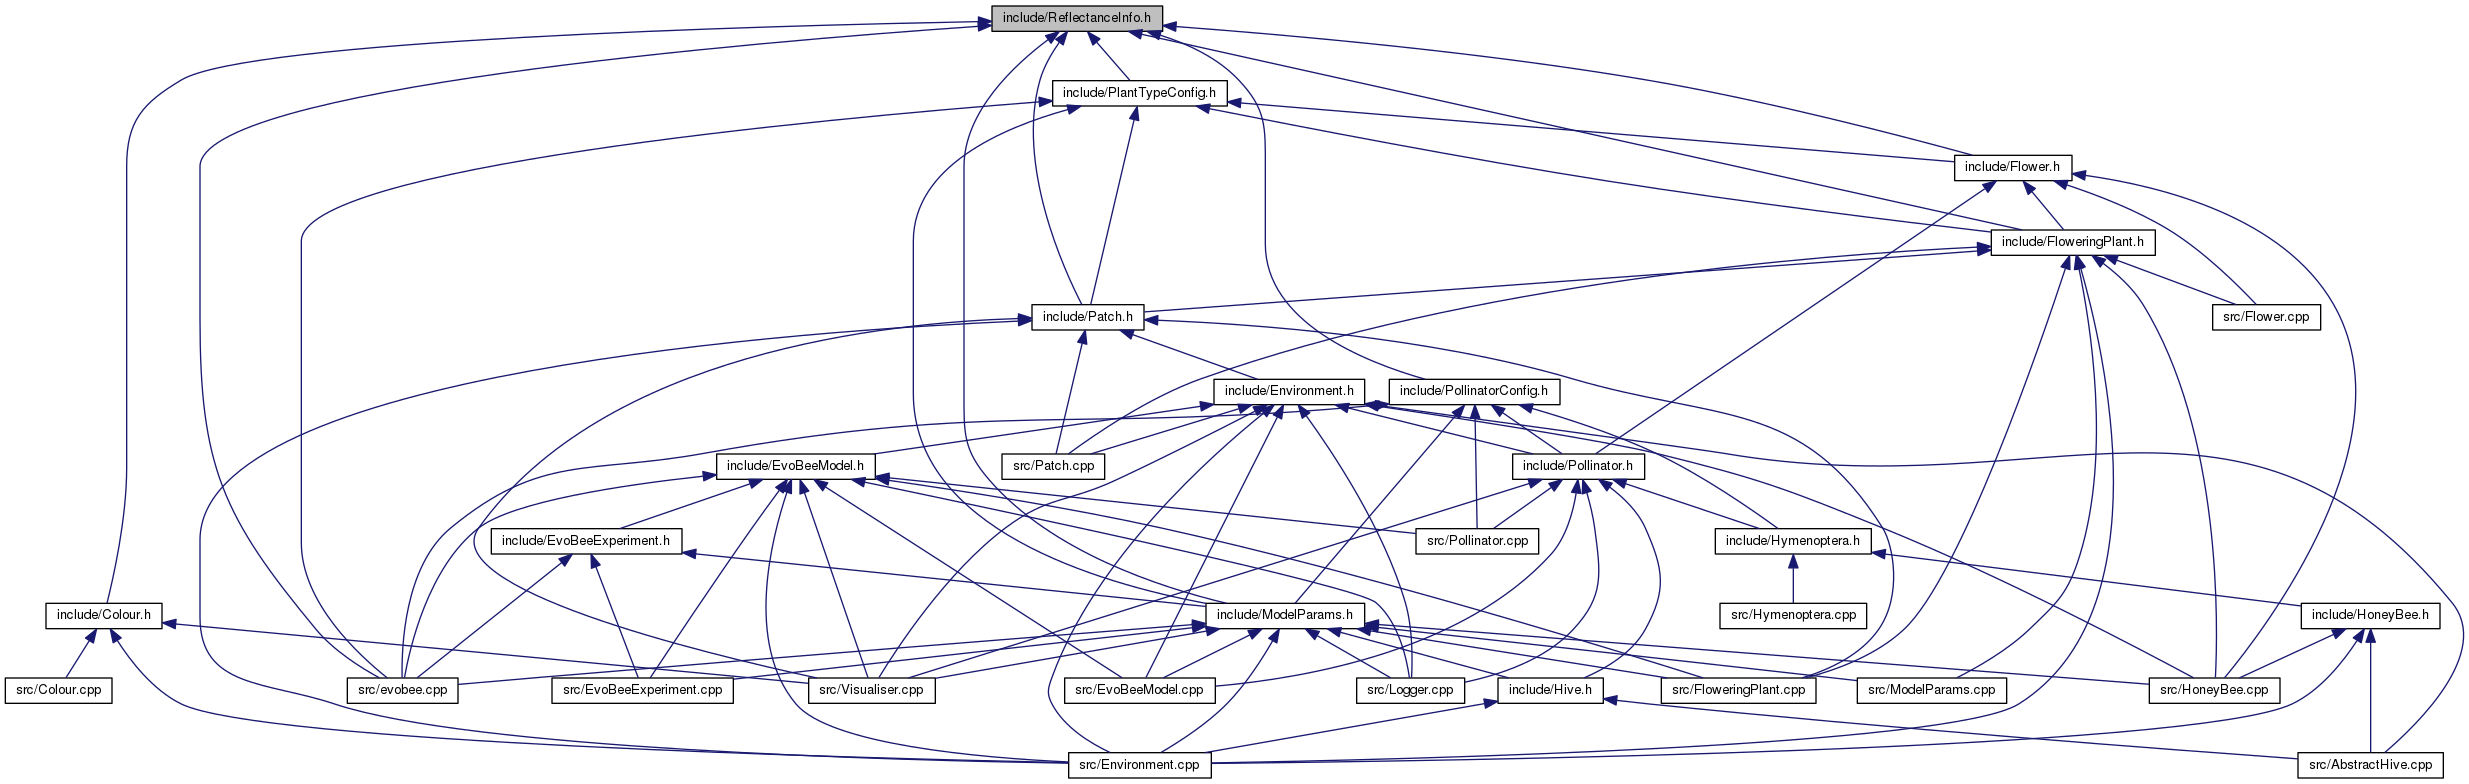 include/ReflectanceInfo.h
include/PlantTypeConfig.h
include/Flower.h
include/FloweringPlant.h
include/Patch.h
src/Flower.cpp
include/Environment.h
include/PollinatorConfig.h
include/EvoBeeModel.h
src/Patch.cpp
include/Pollinator.h
include/EvoBeeExperiment.h
src/Pollinator.cpp
include/Hymenoptera.h
include/Colour.h
include/ModelParams.h
src/Hymenoptera.cpp
include/HoneyBee.h
src/Colour.cpp
src/evobee.cpp
src/EvoBeeExperiment.cpp
src/Visualiser.cpp
src/EvoBeeModel.cpp
src/Logger.cpp
include/Hive.h
src/FloweringPlant.cpp
src/ModelParams.cpp
src/HoneyBee.cpp
src/Environment.cpp
src/AbstractHive.cpp